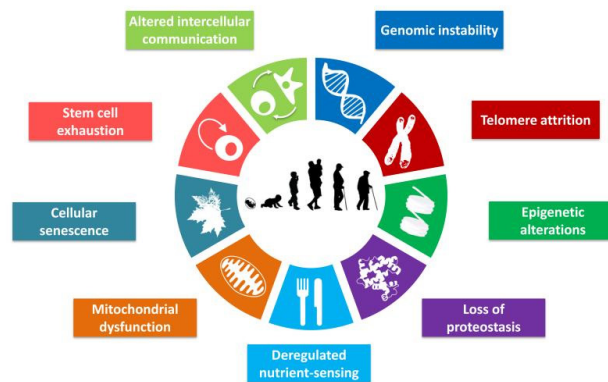 Altered intercellular
communication
Genomic instability
Stem cell
exhaustion
Telomere attrition
Cellular
senescence
Epigenetic
alterations
Mitochondrial
dysfunction
Loss of
proteostasis
Deregulated
nutrient-sensing